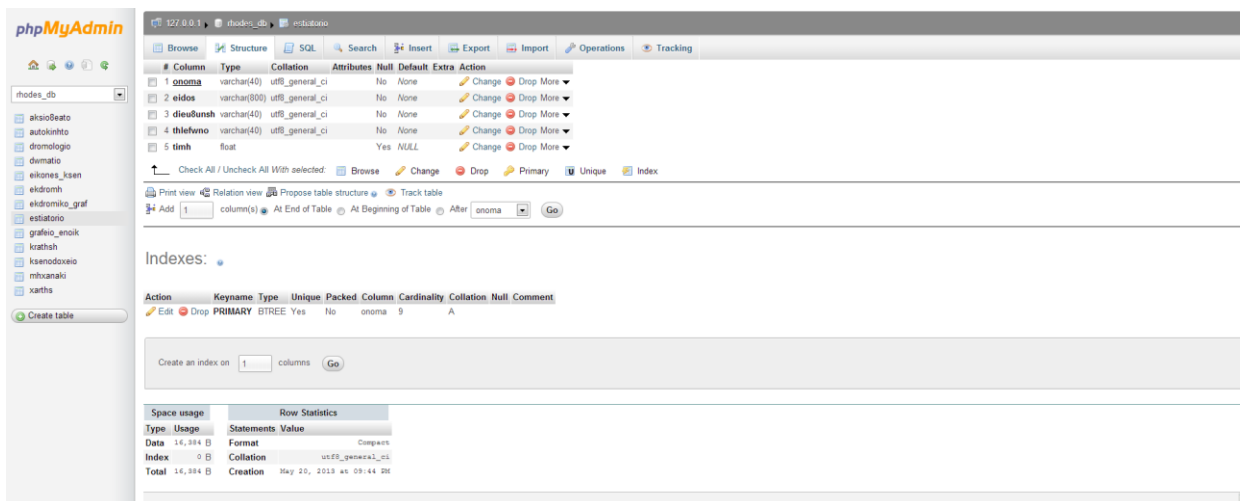 phpMyAdmin
127.0.0.1 rhodes_db estiatorio
Browse Structure SQL Search Insert Export Import Operations Tracking
rhodes_db
aksio8eato
autokinhto
dromologio
dwmatio
eikones_ksen
ekdromh
ekdromiko_graf
estiatorio
grafeio_enoik
krathsh
ksenodoxeio
mhxanaki
xarths
Create table
# Column Type Collation Attributes Null Default Extra Action
1 onoma varchar(40) utf8_general_ci No None Change Drop More
2 eidos varchar(800) utf8_general_ci No None Change Drop More
3 dieu8unsh varchar(40) utf8_general_ci No None Change Drop More
4 thlefwno varchar(40) utf8_general_ci No None Change Drop More
5 timh float Yes NULL Change Drop More
Check All / Uncheck All With selected: Browse Change Drop Primary Unique Index
Print view Relation view Propose table structure Track table
Add 1 column(s) At End of Table At Beginning of Table After onoma Go
Indexes:
Action Keyname Type Unique Packed Column Cardinality Collation Null Comment
Edit Drop PRIMARY BTREE Yes No onoma 9 A
Create an index on 1 columns Go
Space usage
Type Usage
Data 16,384 B
Index 0 B
Total 16,384 B
Row Statistics
Statements Value
Format Compact
Collation utf8_general_ci
Creation May 20, 2013 at 09:44 PM